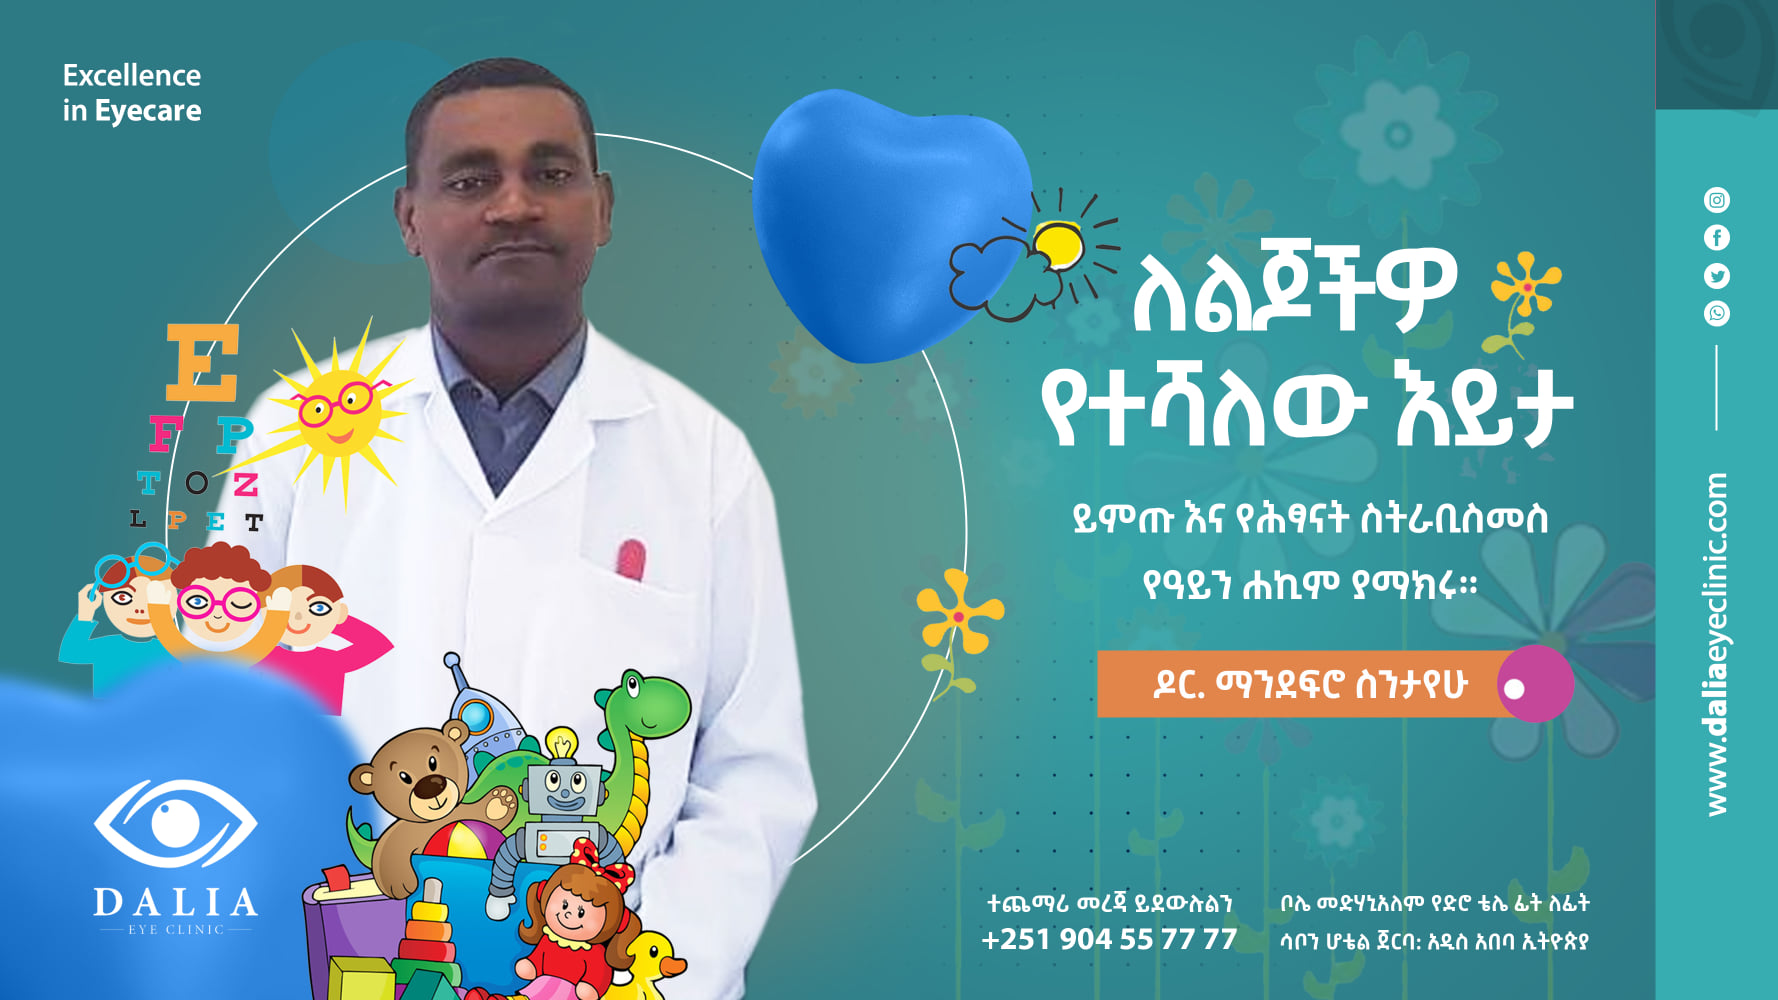 Excellence
in Eyecare
E
F P
T O Z
L P E T
DALIA
EYE CLINIC
ለልጆችዎ
የተሻለው እይታ
ይምጡ እና የሕፃናት ስትራቢስመስ
የዓይን ሐኪም ያማክሩ።
ዶር. ማንደፍሮ ስንታየሁ
ተጨማሪ መረጃ ይደውሉልን
+251 904 55 77 77
ቦሌ መድሃኒአለም የድሮ ቴሌ ፊት ለፊት
ሳቦን ሆቴል ጀርባ: አዲስ አበባ ኢትዮጵያ
www.daliaeyeclinic.com